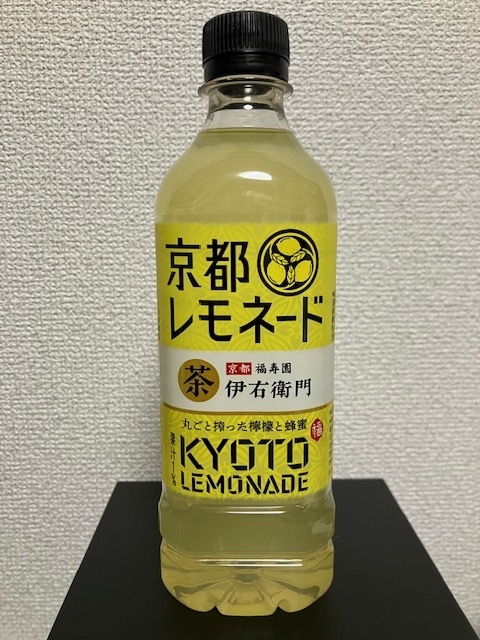 京都
レモネード
茶
京都 福寿園
伊右衛門
丸ごと搾った檸檬と蜂蜜
福
果汁1%
KYOTO
LEMONADE